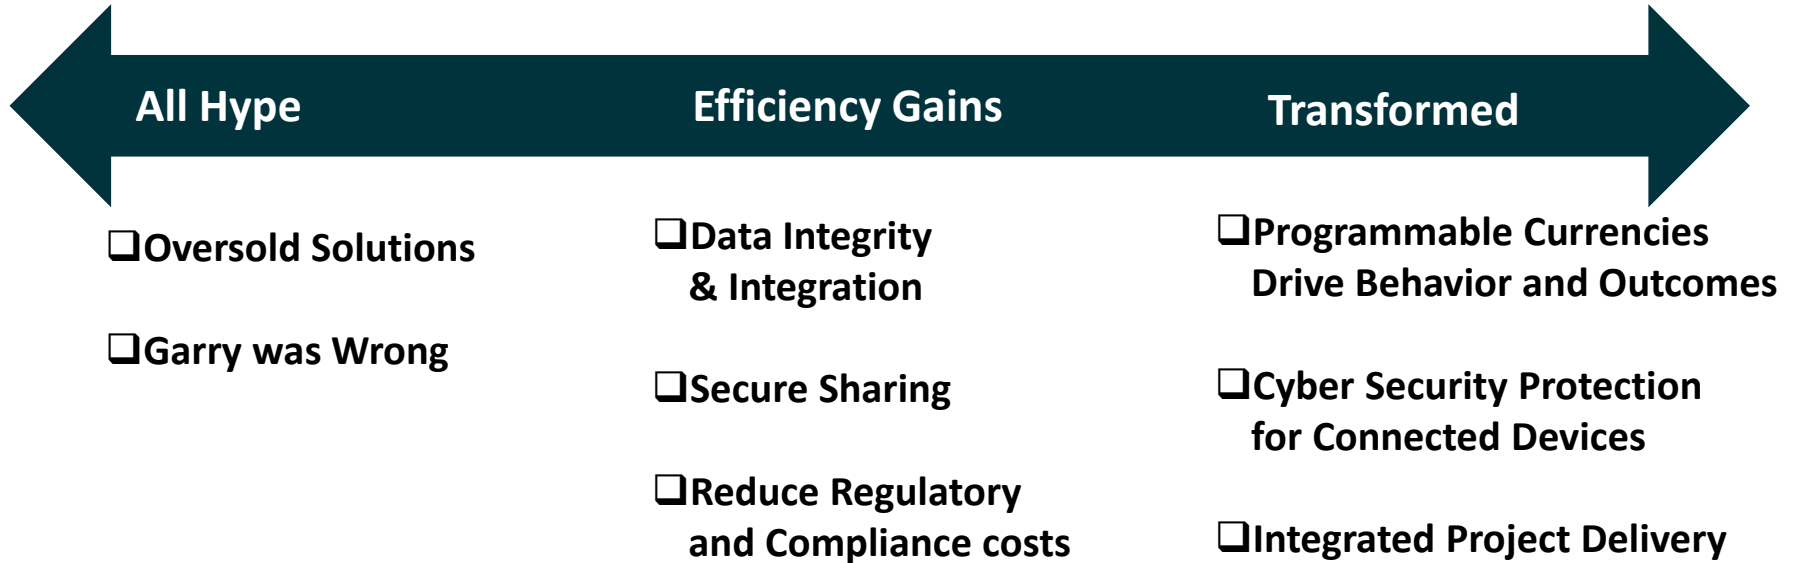 All Hype
Efficiency Gains
Transformed
Oversold Solutions
Garry was Wrong
Data Integrity
& Integration
Secure Sharing
Reduce Regulatory
and Compliance costs
Programmable Currencies
Drive Behavior and Outcomes
Cyber Security Protection
for Connected Devices
Integrated Project Delivery